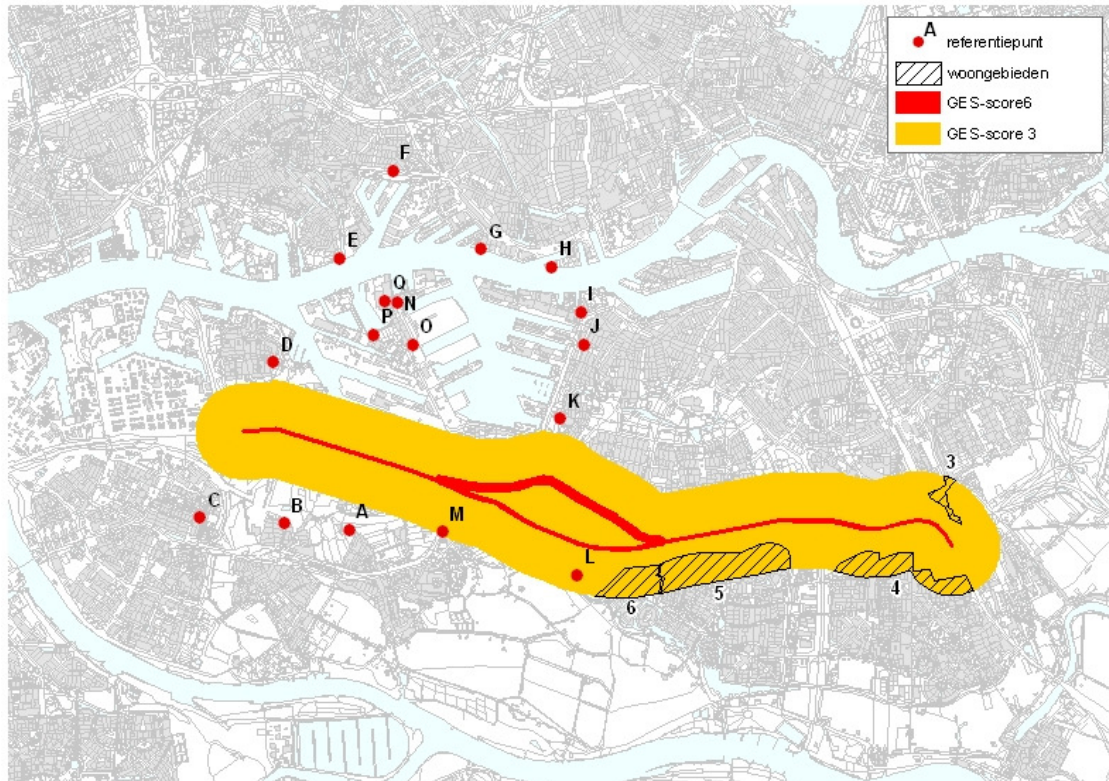 A
referentiepunt
woongebieden
GES-score6
GES-score 3
F
E
G
H
Q
N
I
P
O
J
D
K
3
C
B
A
M
L
4
5
6